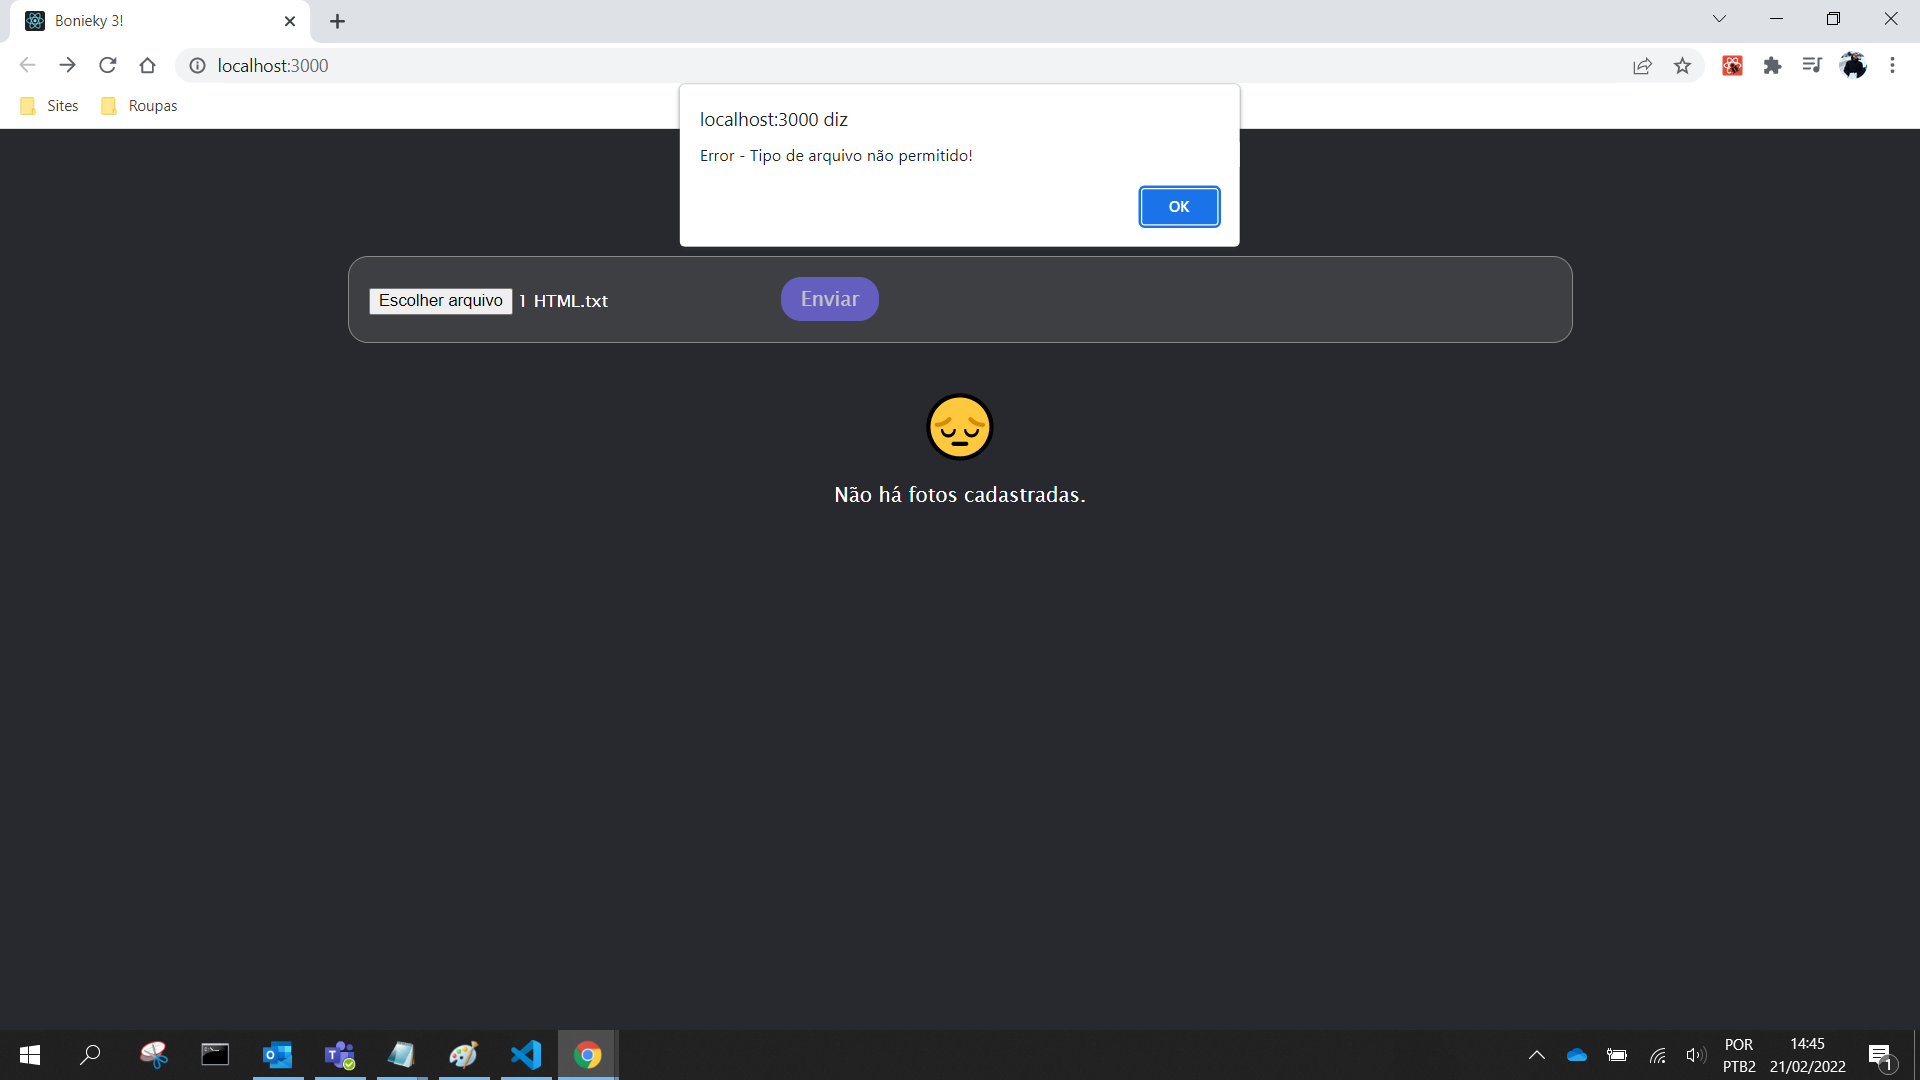 Bonieky 3!
localhost:3000
Sites
Roupas
localhost:3000 diz
Error - Tipo de arquivo não permitido!
OK
Escolher arquivo 1 HTML.txt
Enviar
Não há fotos cadastradas.
POR
PTB2
14:45
21/02/2022
1